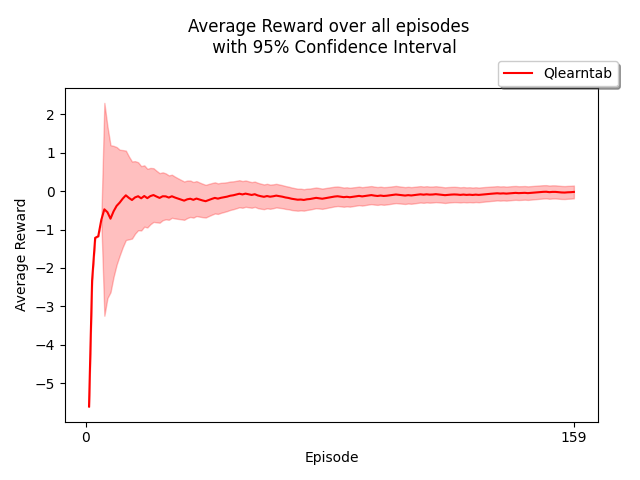 Average Reward over all episodes
with 95% Confidence Interval
Qlearntab
2
1
0
−1
−2
−3
−4
−5
Average Reward
0
159
Episode